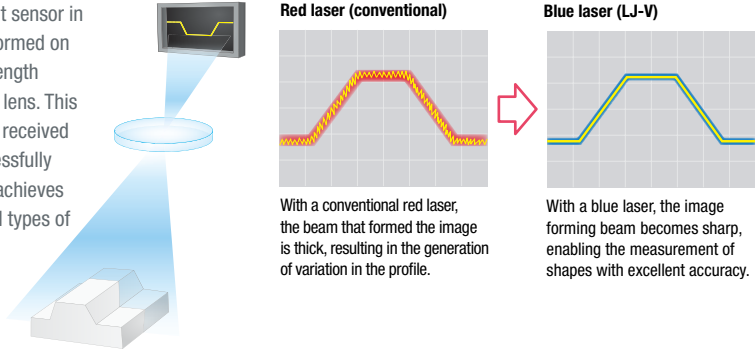 t sensor in
ormed on
ength
lens. This
received
essfully
achieves
types of
Red laser (conventional)
With a conventional red laser,
the beam that formed the image
is thick, resulting in the generation
of variation in the profile.
Blue laser (LJ-V)
With a blue laser, the image
forming beam becomes sharp,
enabling the measurement of
shapes with excellent accuracy.